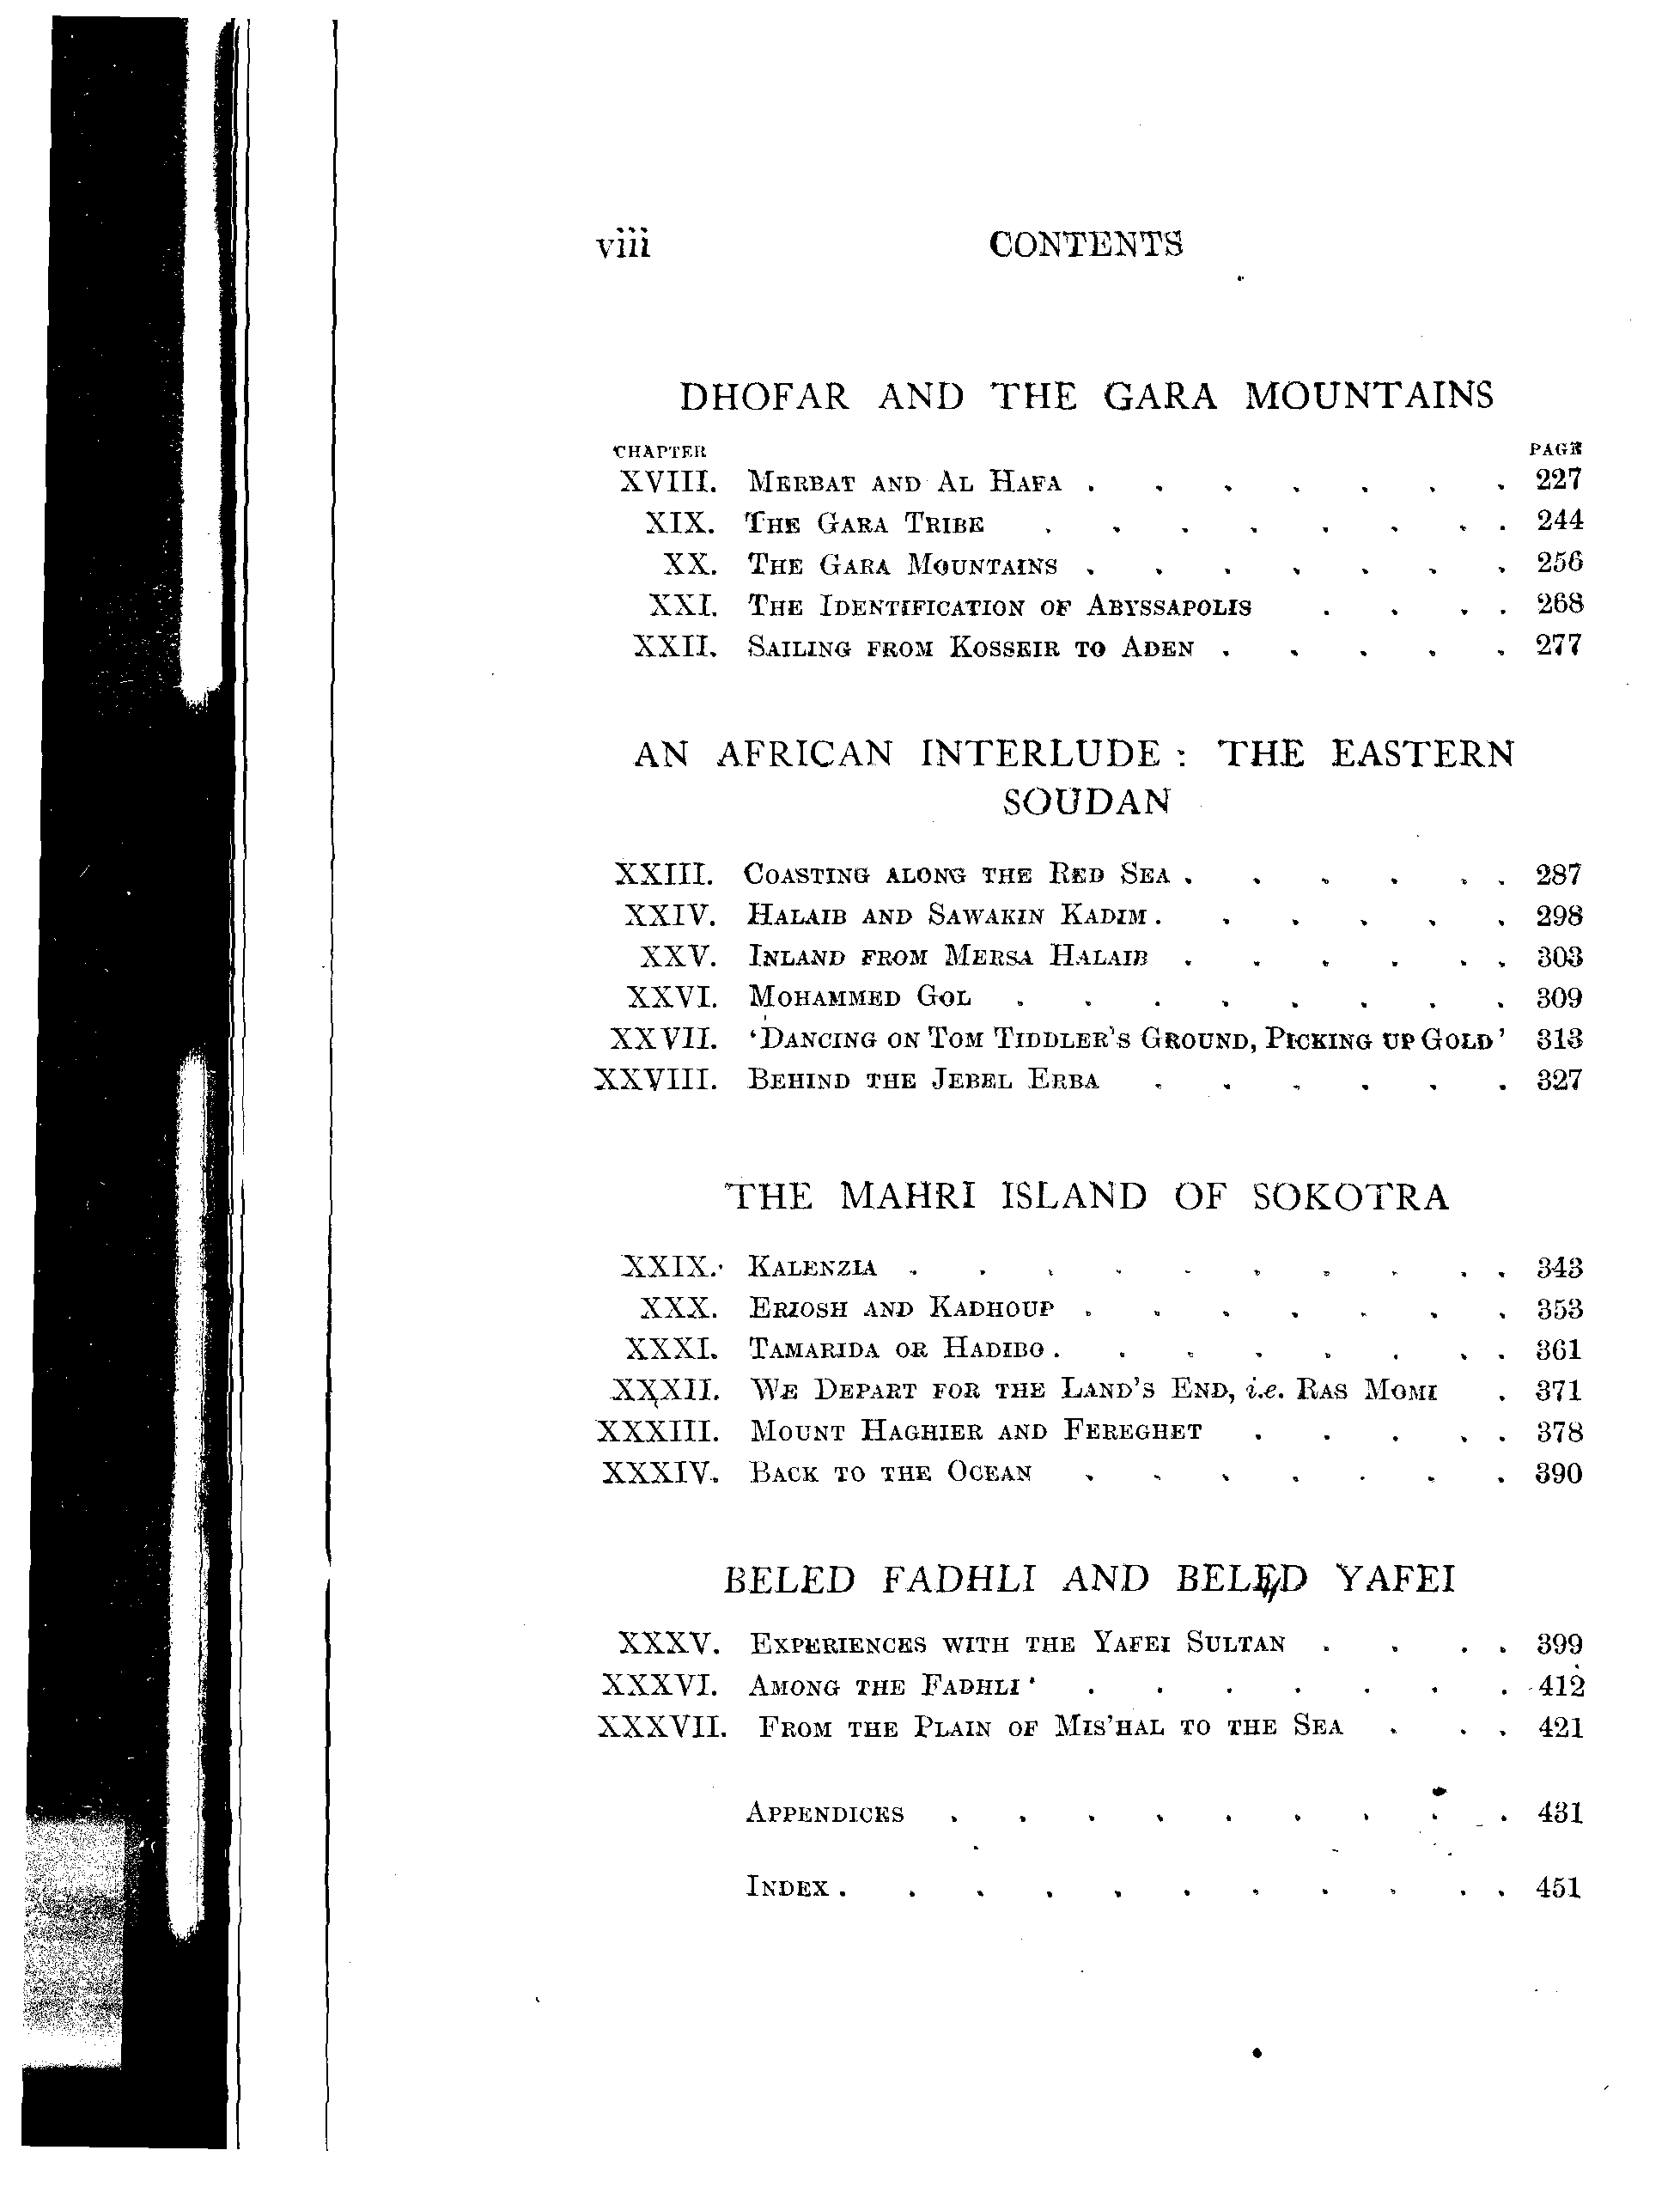 viii CONTENTS
DHOFAR AND THE GARA MOUNTAINS
CHAPTER PAGE
XVIII. MERBAT AND AL HAFA . . . . . . . 227
XIX. THE GARA TRIBE . . . . . . . . 244
XX. THE GARA MOUNTAINS . . . . . . . 256
XXI. THE IDENTIFICATION OF ABYSSAPOLIS . . . . 268
XXII. SAILING FROM KOSSEIR TO ADEN . . . . . 277
AN AFRICAN INTERLUDE : THE EASTERN
SOUDAN
XXIII. COASTING ALONG THE RED SEA . . . . . . 287
XXIV. HALAIB AND SAWAKIN KADIM . . . . . . 298
XXV. INLAND FROM MERSA HALAIB . . . . . . 303
XXVI. MOHAMMED GOL . . . . . . . . 309
XXVII. ‘DANCING ON TOM TIDDLER'S GROUND, PICKING UP GOLD’ 313
XXVIII. BEHIND THE JEBEL ERBA . . . . . . 327
THE MAHRI ISLAND OF SOKOTRA
XXIX. KALENZIA . . . . . . . . . . 343
XXX. ERIOSH AND KADHOUP . . . . . . . 353
XXXI. TAMARIDA OR HADIBO . . . . . . . . 361
XXXII. WE DEPART FOR THE LAND'S END, i.e. RAS MOMI . 371
XXXIII. MOUNT HAGHIER AND FEREGHET . . . . . 378
XXXIV. BACK TO THE OCEAN . . . . . . . 390
BELED FADHLI AND BELED YAFEI
XXXV. EXPERIENCES WITH THE YAFEI SULTAN . . . . 399
XXXVI. AMONG THE FADHLI . . . . . . . 412
XXXVII. FROM THE PLAIN OF MIS'HAL TO THE SEA . . . 421
APPENDICES . . . . . . . . . 431
INDEX . . . . . . . . . . . 451